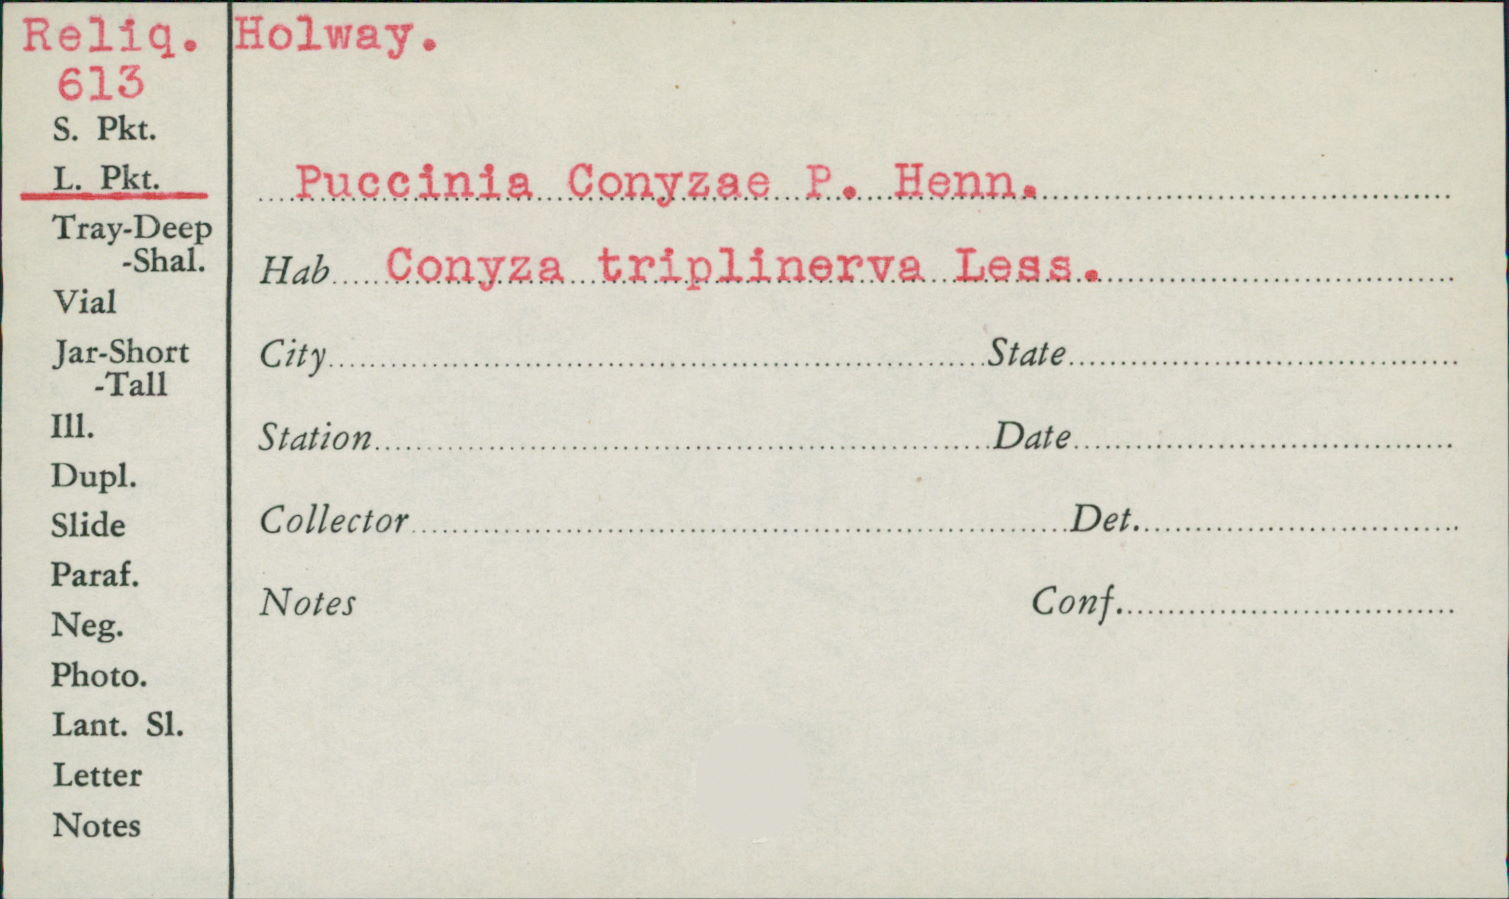 Reliq. Holway.
613
S. Pkt.
L. Pkt.
Puccinia Conyzae P. Henn.
Tray-Deep
-Shal.
Hab Conyza triplinerva Less.
Vial
City State
Jar-Short
-Tall
Ill.
Station Date
Dupl.
Slide
Collector Det.
Paraf.
Notes Conf.
Neg.
Photo.
Lant. Sl.
Letter
Notes